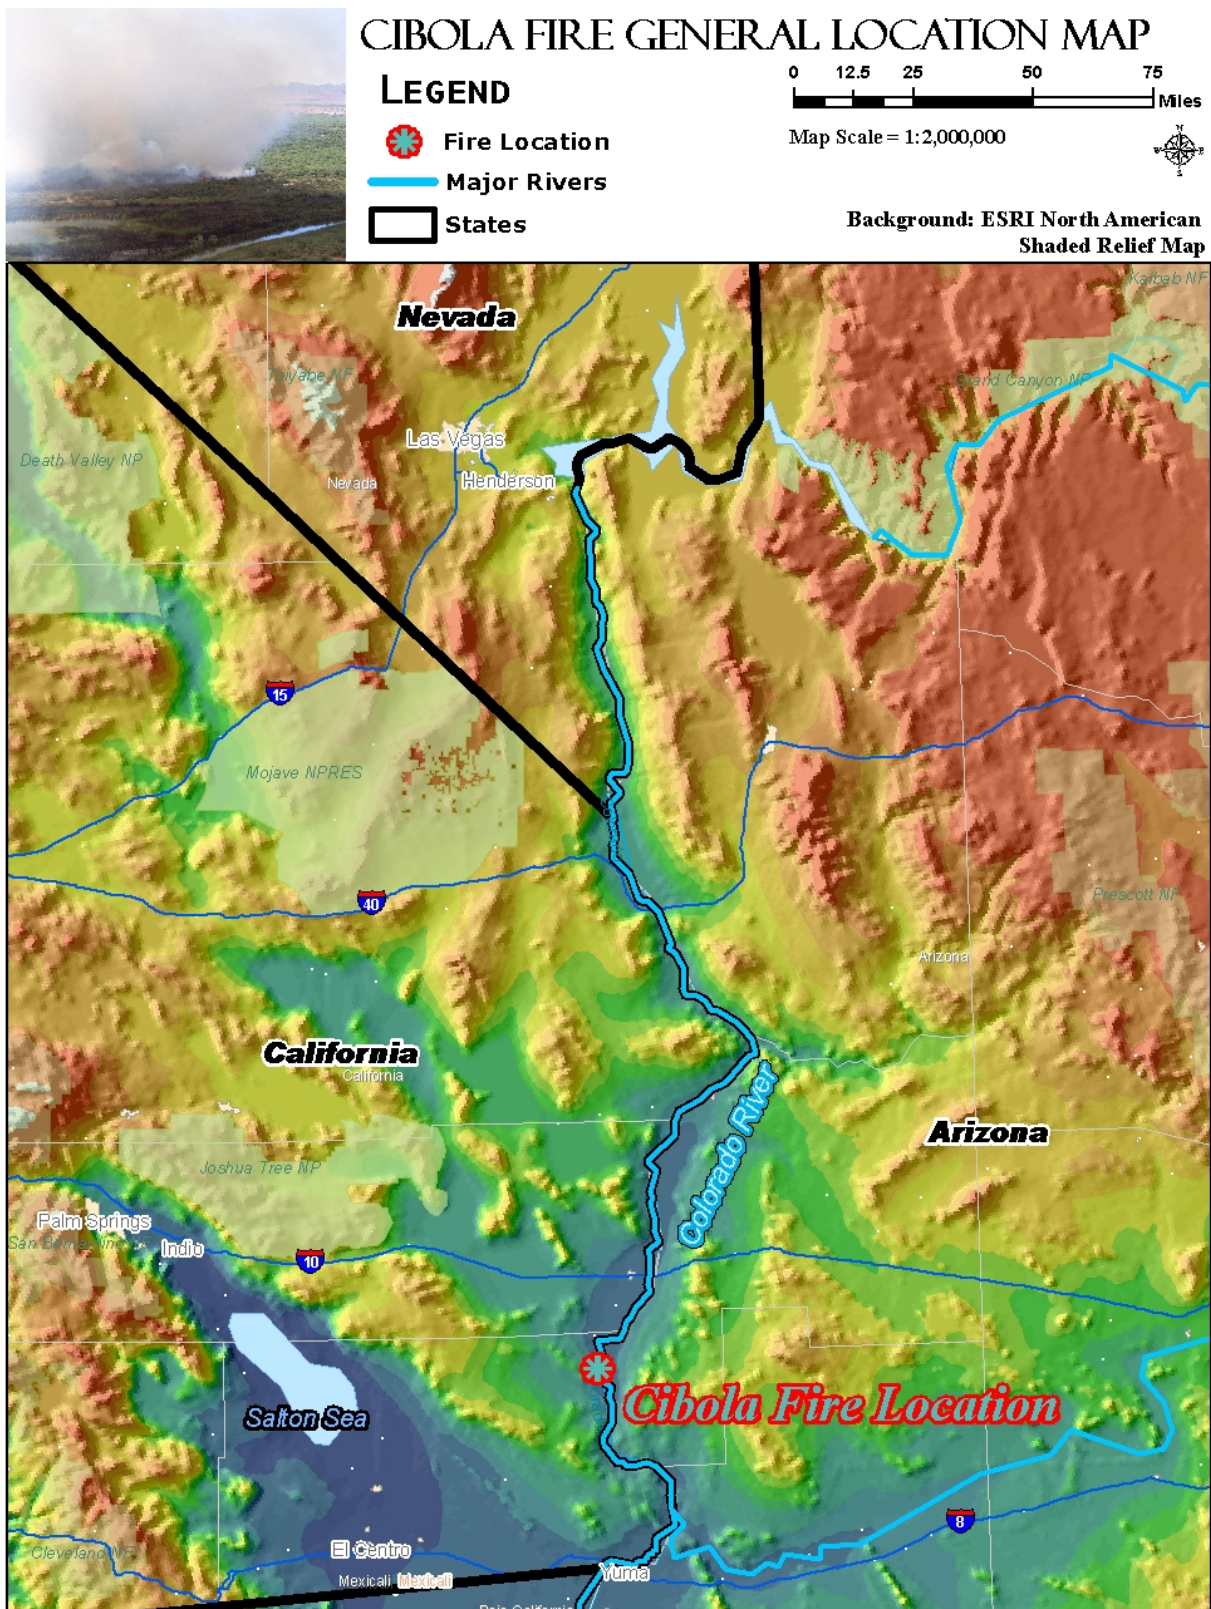 CIBOLA FIRE GENERAL LOCATION MAP
LEGEND
Fire Location
Major Rivers
States
0 12.5 25 50 75
Miles
Map Scale = 1:2,000,000
N
W E
S
Background: ESRI North American
Shaded Relief Map
Kaibab NF
Nevada
Toiyabe NF
Grand Canyon NP
Las Vegas
Death Valley NP
Henderson
Nevada
15
Mojave NPRES
40
Prescott NF
Arizona
California
California
Colorado River
Arizona
Joshua Tree NP
Palm Springs
Indio
10
Cibola Fire Location
Salton Sea
8
El Centro
Cleveland NF
Yuma
Mexicali Mexicali
Baja California